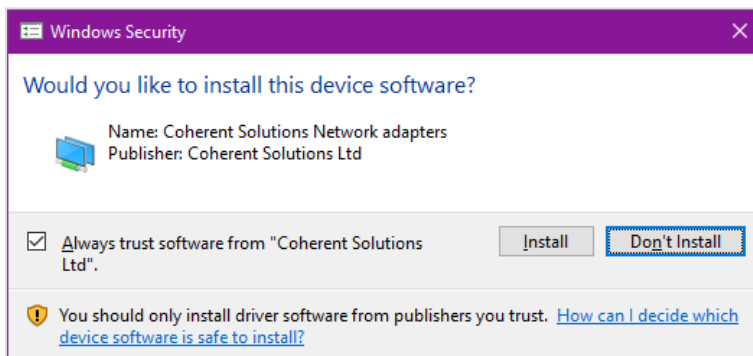 Windows Security
Would you like to install this device software?
Name: Coherent Solutions Network adapters
Publisher: Coherent Solutions Ltd
Always trust software from "Coherent Solutions
Ltd".
Install
Don't Install
You should only install driver software from publishers you trust. How can I decide which
device software is safe to install?